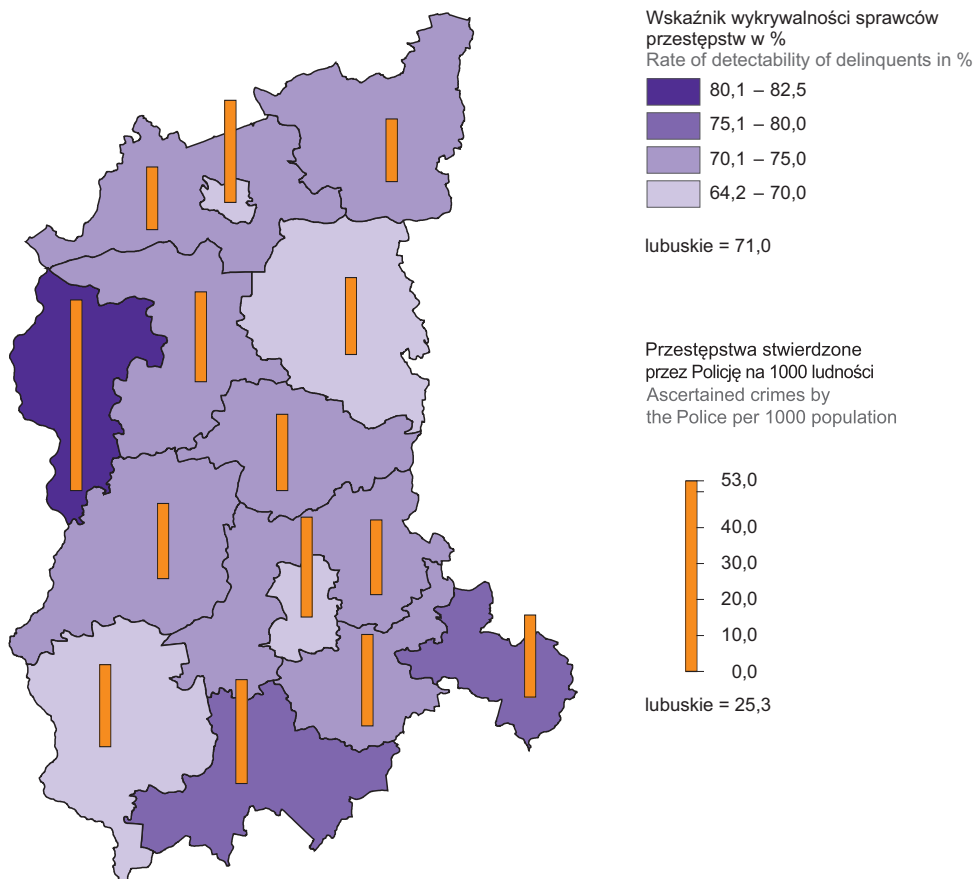 Wskaźnik wykrywalności sprawców
przestępstw w %
Rate of detectability of delinquents in %
80,1 – 82,5
75,1 – 80,0
70,1 – 75,0
64,2 – 70,0
lubuskie = 71,0
Przestępstwa stwierdzone
przez Policję na 1000 ludności
Ascertained crimes by
the Police per 1000 population
53,0
40,0
30,0
20,0
10,0
0,0
lubuskie = 25,3